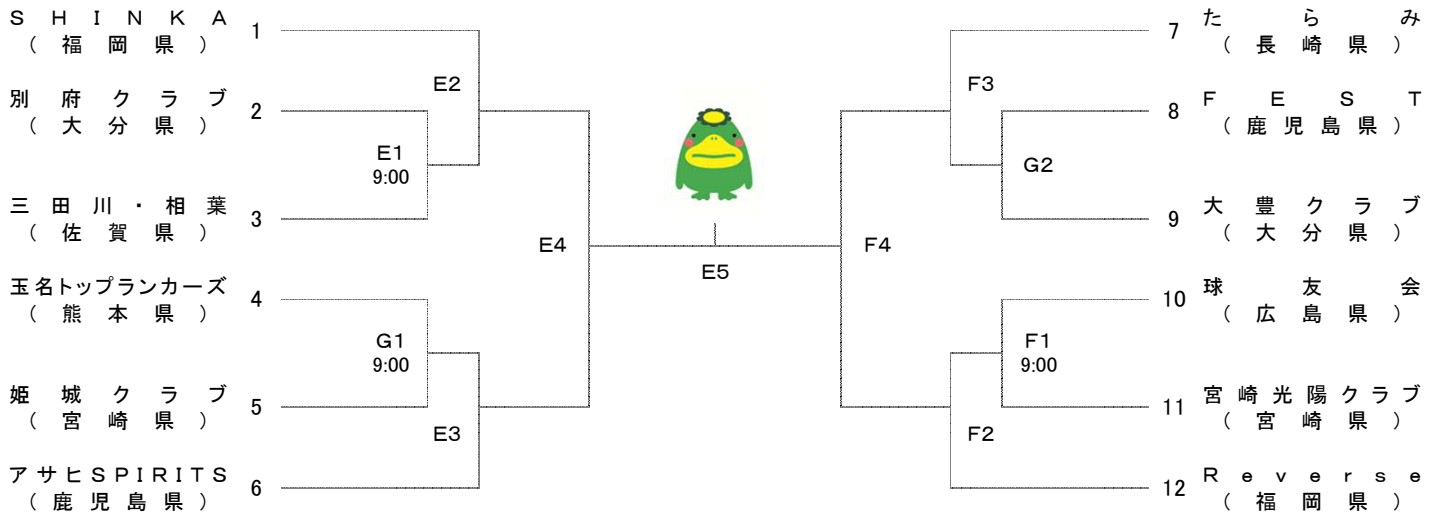 SHINKA
(福岡県)
1
別府クラブ
(大分県)
2
三田川・相葉
(佐賀県)
3
玉名トップランカーズ
(熊本県)
4
姫城クラブ
(宮崎県)
5
アサヒSPIRITS
(鹿児島県)
6
E2
E1
9:00
E4
G1
9:00
E3
E5
F3
G2
F4
F1
9:00
F2
7
たらみ
(長崎県)
8
FEST
(鹿児島県)
9
大豊クラブ
(大分県)
10
球友会
(広島県)
11
宮崎光陽クラブ
(宮崎県)
12
Reverse
(福岡県)